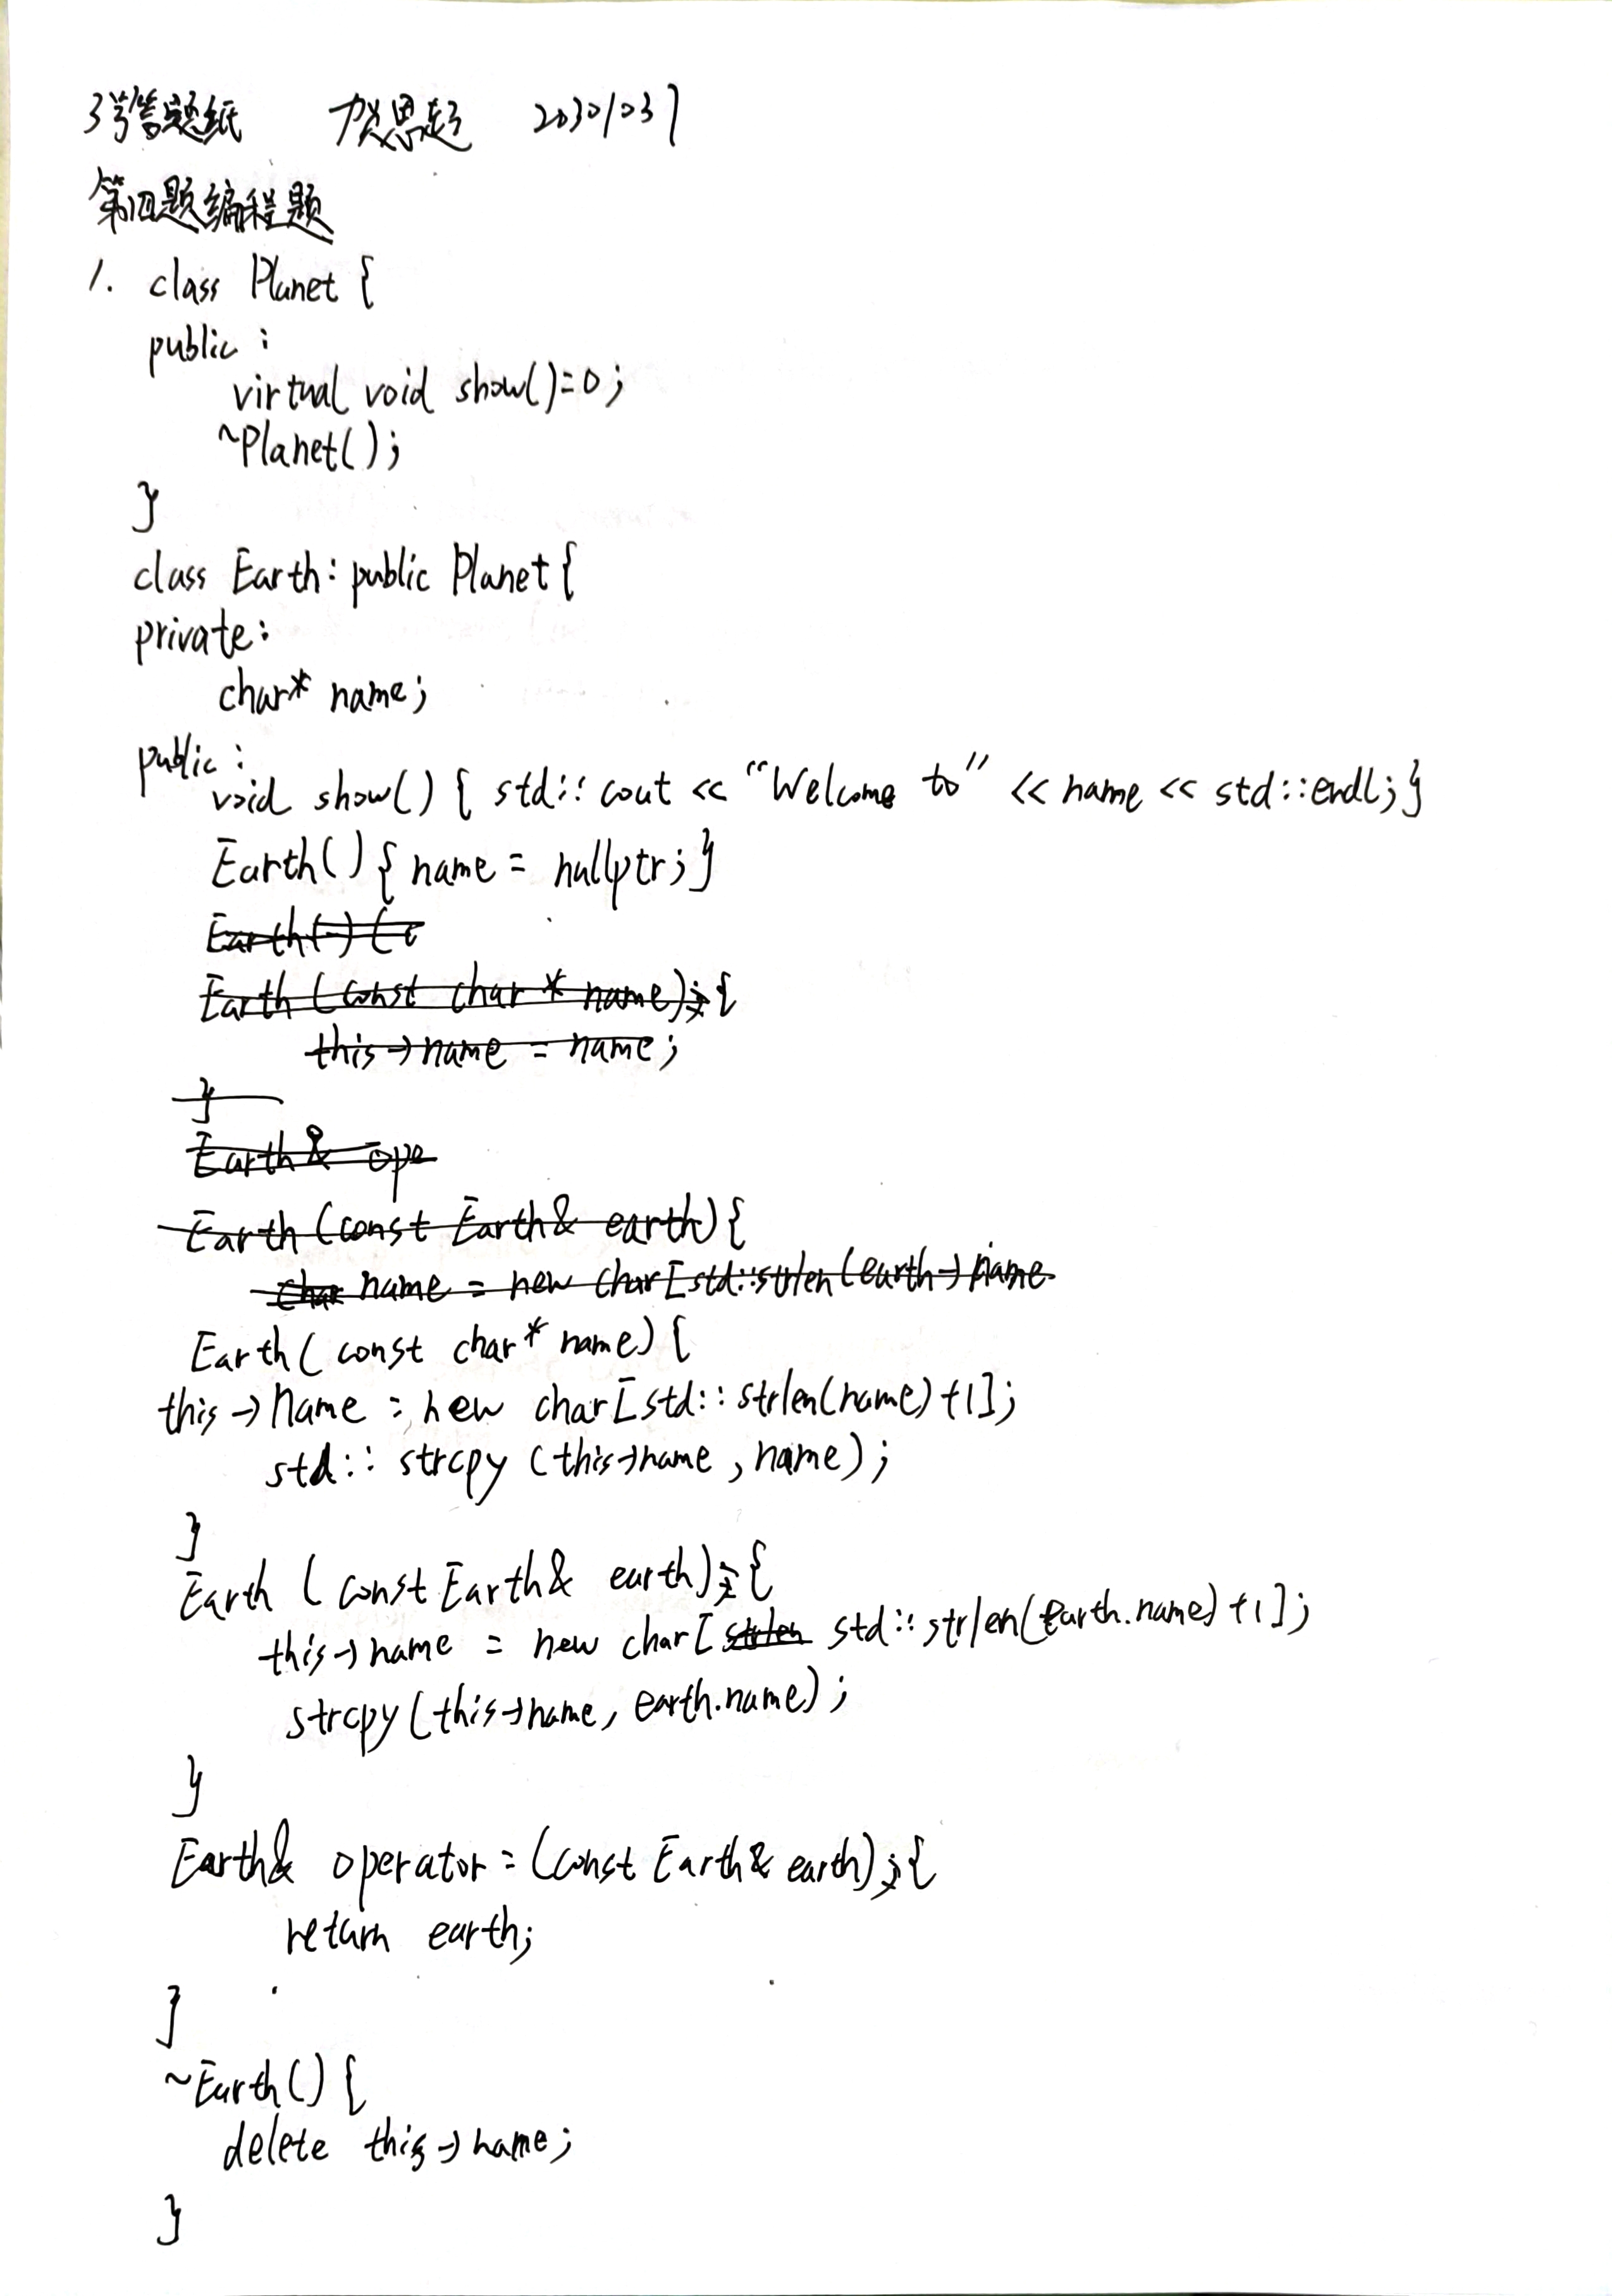 3号答题纸 贺思起 20301037
第四题编程题
1. class Planet {
public:
virtual void show()=0;
~Planet();
}
class Earth: public Planet{
private:
char* name;
public:
void show() { std::cout << "Welcome to" << name << std::endl; }
Earth(){ name = nullptr; }
Earth() {c
Earth (const char * name);{
this->name = name;
}
Earth& ope
Earth (const Earth& earth){
char name = new char[std::strlen(earth->name
Earth( const char* name) {
this->name = new char[std::strlen(name)+1];
std::strcpy(this->name, name);
}
Earth (const Earth& earth);{
this->name = new char[strlen std::strlen(earth.name)+1];
strcpy(this->name, earth.name);
}
Earth& operator=(const Earth& earth);{
return earth;
}
~Earth() {
delete this->name;
}